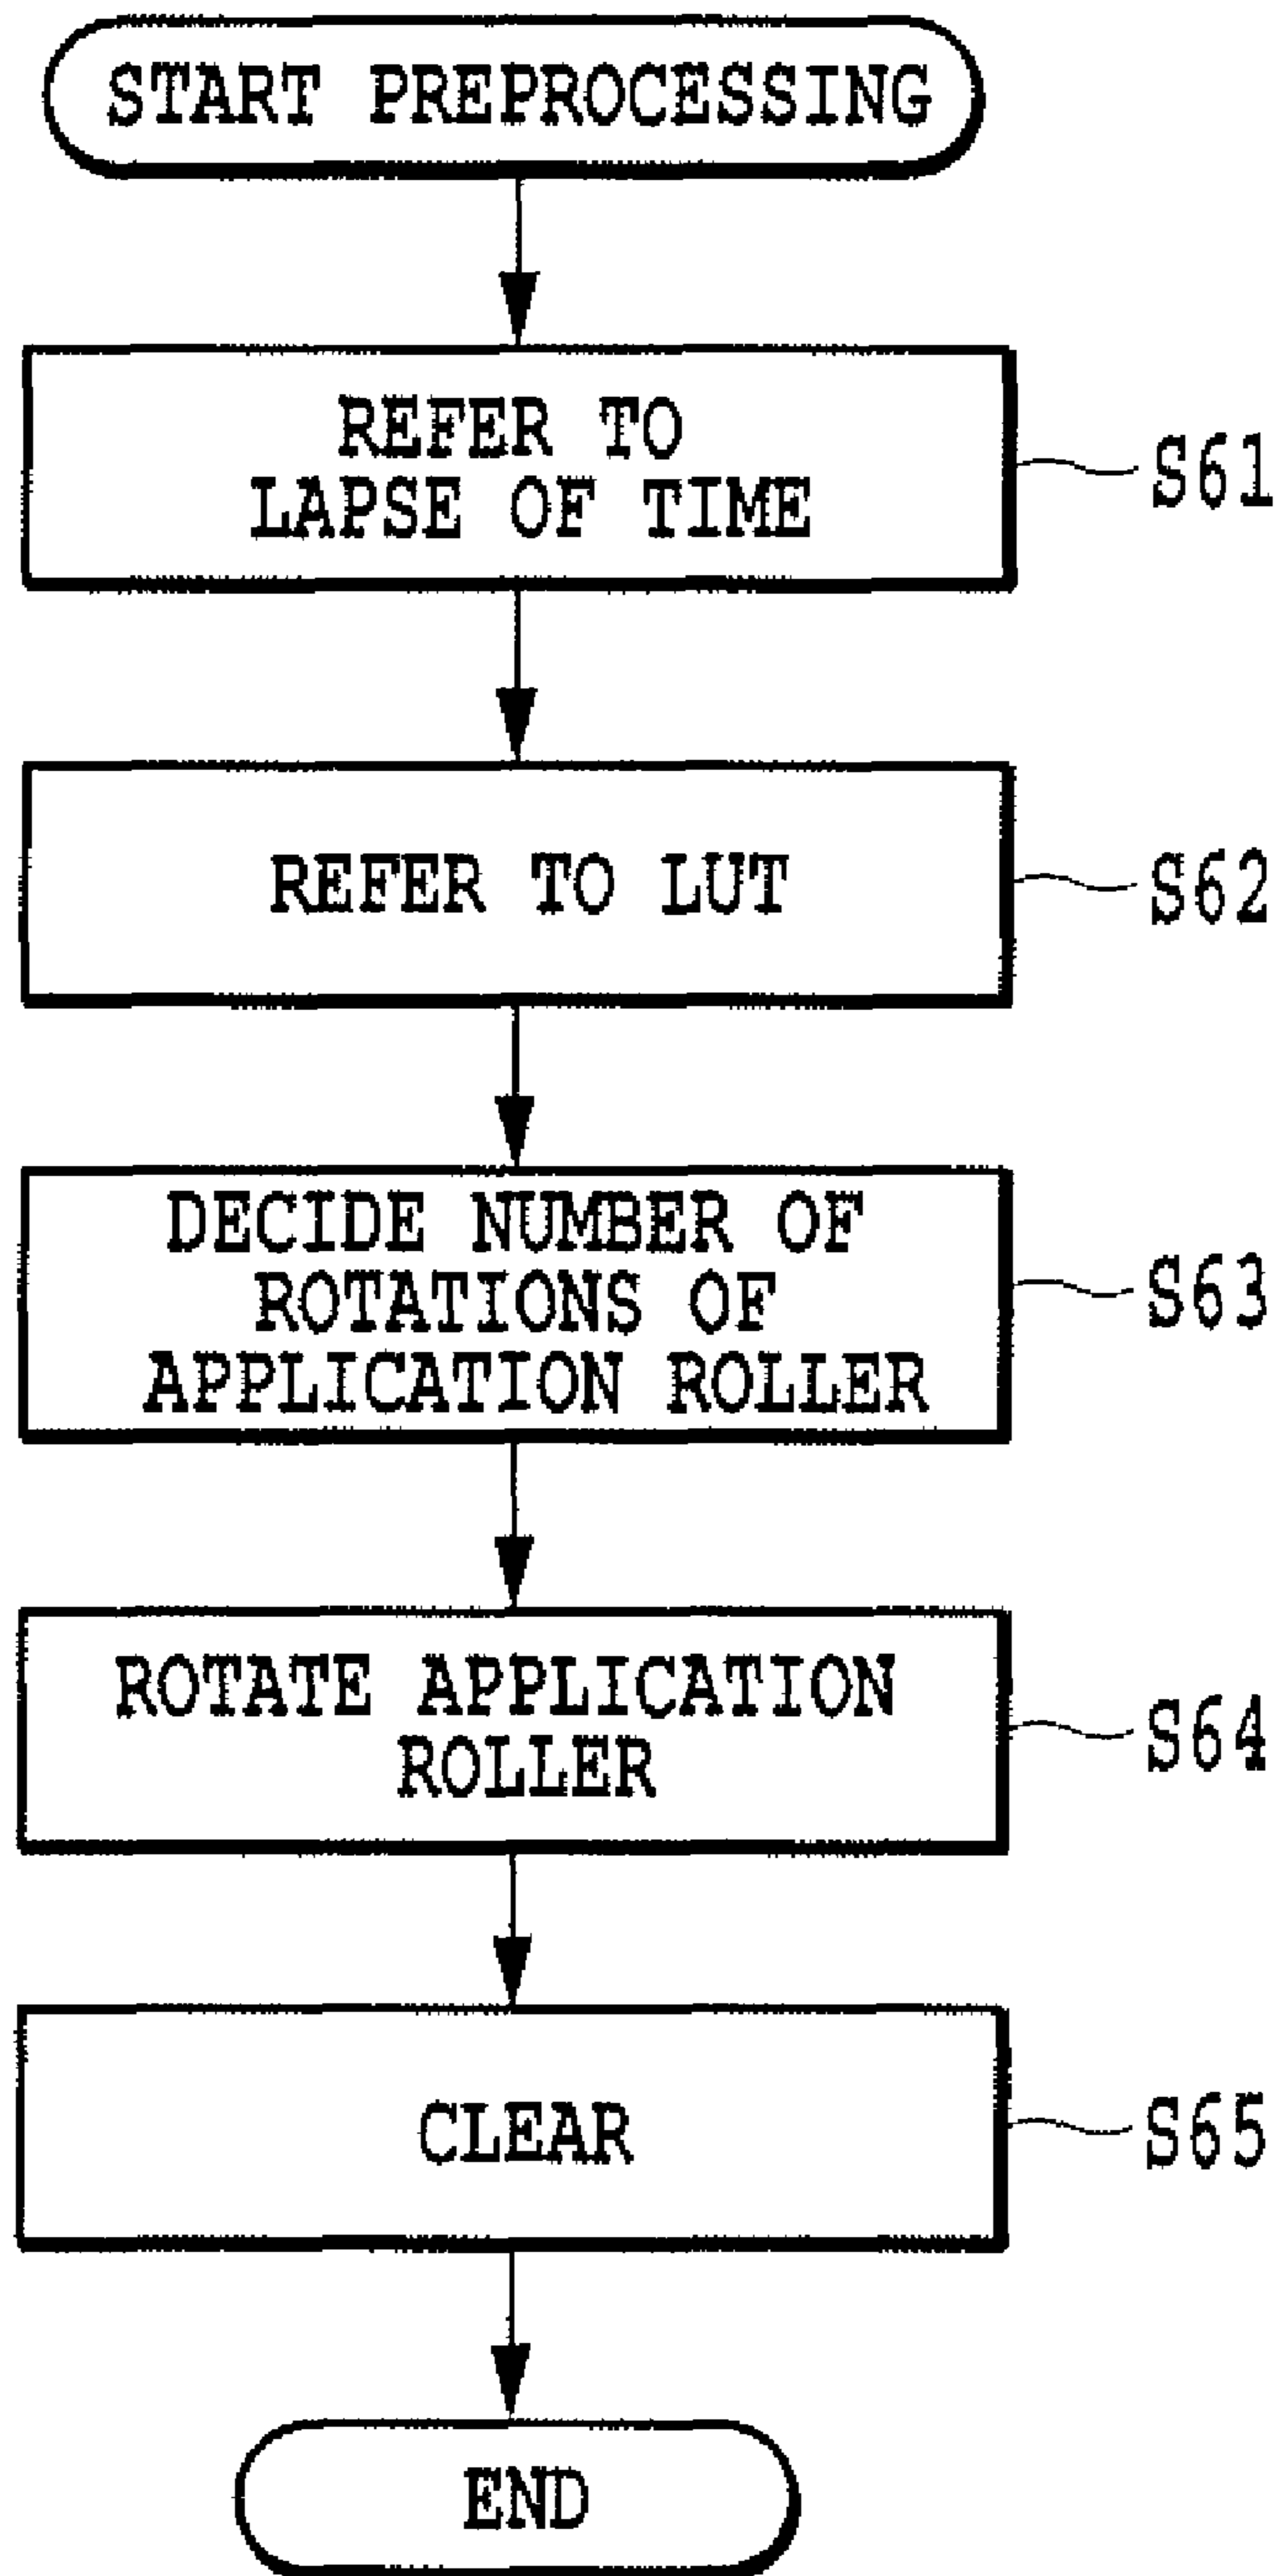 START PREPROCESSING
REFER TO
LAPSE OF TIME
S61
REFER TO LUT
S62
DECIDE NUMBER OF
ROTATIONS OF
APPLICATION ROLLER
S63
ROTATE APPLICATION
ROLLER
S64
CLEAR
S65
END